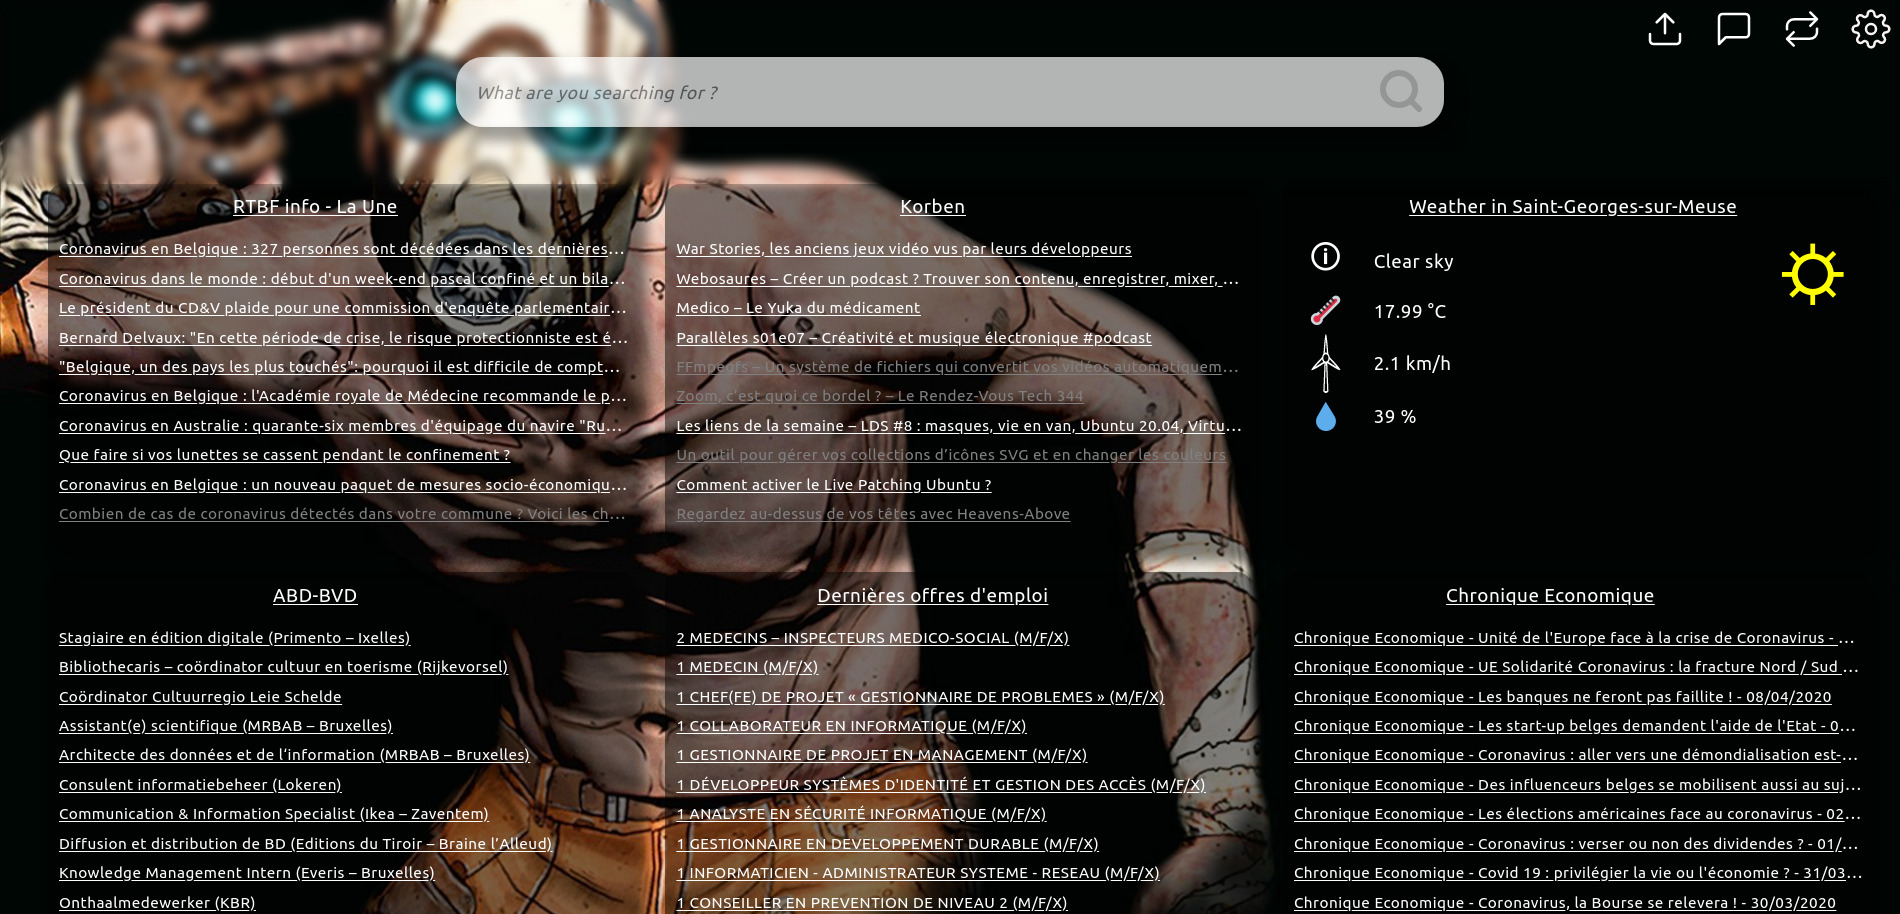 What are you searching for ?
RTBF info - La Une
Coronavirus en Belgique : 327 personnes sont décédées dans les dernières...
Coronavirus dans le monde : début d'un week-end pascal confiné et un bila...
Le président du CD&V plaide pour une commission d'enquête parlementair...
Bernard Delvaux: "En cette période de crise, le risque protectionniste est é...
"Belgique, un des pays les plus touchés": pourquoi il est difficile de compt...
Coronavirus en Belgique : l'Académie royale de Médecine recommande le p...
Coronavirus en Australie : quarante-six membres d'équipage du navire "Ru...
Que faire si vos lunettes se cassent pendant le confinement ?
Coronavirus en Belgique : un nouveau paquet de mesures socio-économiqu...
Combien de cas de coronavirus détectés dans votre commune ? Voici les ch...
Korben
War Stories, les anciens jeux vidéo vus par leurs développeurs
Webosaures – Créer un podcast ? Trouver son contenu, enregistrer, mixer, ...
Medico – Le Yuka du médicament
Parallèles s01e07 – Créativité et musique électronique #podcast
FFmpegfs – Un système de fichiers qui convertit vos vidéos automatiquem...
Zoom, c'est quoi ce bordel ? – Le Rendez-Vous Tech 344
Les liens de la semaine – LDS #8 : masques, vie en van, Ubuntu 20.04, Virtu...
Un outil pour gérer vos collections d’icônes SVG et en changer les couleurs
Comment activer le Live Patching Ubuntu ?
Regardez au-dessus de vos têtes avec Heavens-Above
Weather in Saint-Georges-sur-Meuse
Clear sky
17.99 °C
2.1 km/h
39 %
ABD-BVD
Stagiaire en édition digitale (Primento – Ixelles)
Bibliothecaris – coördinator cultuur en toerisme (Rijkevorsel)
Coördinator Cultuurregio Leie Schelde
Assistant(e) scientifique (MRBAB – Bruxelles)
Architecte des données et de l’information (MRBAB – Bruxelles)
Consulent informatiebeheer (Lokeren)
Communication & Information Specialist (Ikea – Zaventem)
Diffusion et distribution de BD (Editions du Tiroir – Braine l’Alleud)
Knowledge Management Intern (Everis – Bruxelles)
Onthaalmedewerker (KBR)
Dernières offres d'emploi
2 MEDECINS – INSPECTEURS MEDICO-SOCIAL (M/F/X)
1 MEDECIN (M/F/X)
1 CHEF(FE) DE PROJET « GESTIONNAIRE DE PROBLEMES » (M/F/X)
1 COLLABORATEUR EN INFORMATIQUE (M/F/X)
1 GESTIONNAIRE DE PROJET EN MANAGEMENT (M/F/X)
1 DÉVELOPPEUR SYSTÈMES D'IDENTITÉ ET GESTION DES ACCÈS (M/F/X)
1 ANALYSTE EN SÉCURITÉ INFORMATIQUE (M/F/X)
1 GESTIONNAIRE EN DEVELOPPEMENT DURABLE (M/F/X)
1 INFORMATICIEN - ADMINISTRATEUR SYSTEME - RESEAU (M/F/X)
1 CONSEILLER EN PREVENTION DE NIVEAU 2 (M/F/X)
Chronique Economique
Chronique Economique - Unité de l'Europe face à la crise de Coronavirus - ...
Chronique Economique - UE Solidarité Coronavirus : la fracture Nord / Sud ...
Chronique Economique - Les banques ne feront pas faillite ! - 08/04/2020
Chronique Economique - Les start-up belges demandent l'aide de l'Etat - 0...
Chronique Economique - Coronavirus : aller vers une démondialisation est-...
Chronique Economique - Des influenceurs belges se mobilisent aussi au suj...
Chronique Economique - Les élections américaines face au coronavirus - 02...
Chronique Economique - Coronavirus : verser ou non des dividendes ? - 01/...
Chronique Economique - Covid 19 : privilégier la vie ou l'économie ? - 31/03...
Chronique Economique - Coronavirus, la Bourse se relevera ! - 30/03/2020